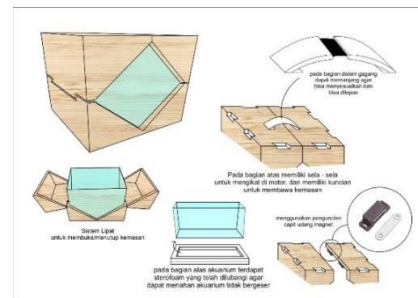 pada bagian dalam gagang
dapat memanjang agar
bisa menyesuaikan dan
bisa dilepas
Pada bagian atas memiliki sela - sela
untuk mengikat di motor, dan memiliki kuncian
untuk membawa kemasan
Sistem Lipat
untuk membuka/menutup kemasan
menggunakan penguncian
capit udang magnet
pada bagian alas akuarium terdapat
sterofoam yang telah dilubangi agar
dapat menahan akuarium tidak bergeser